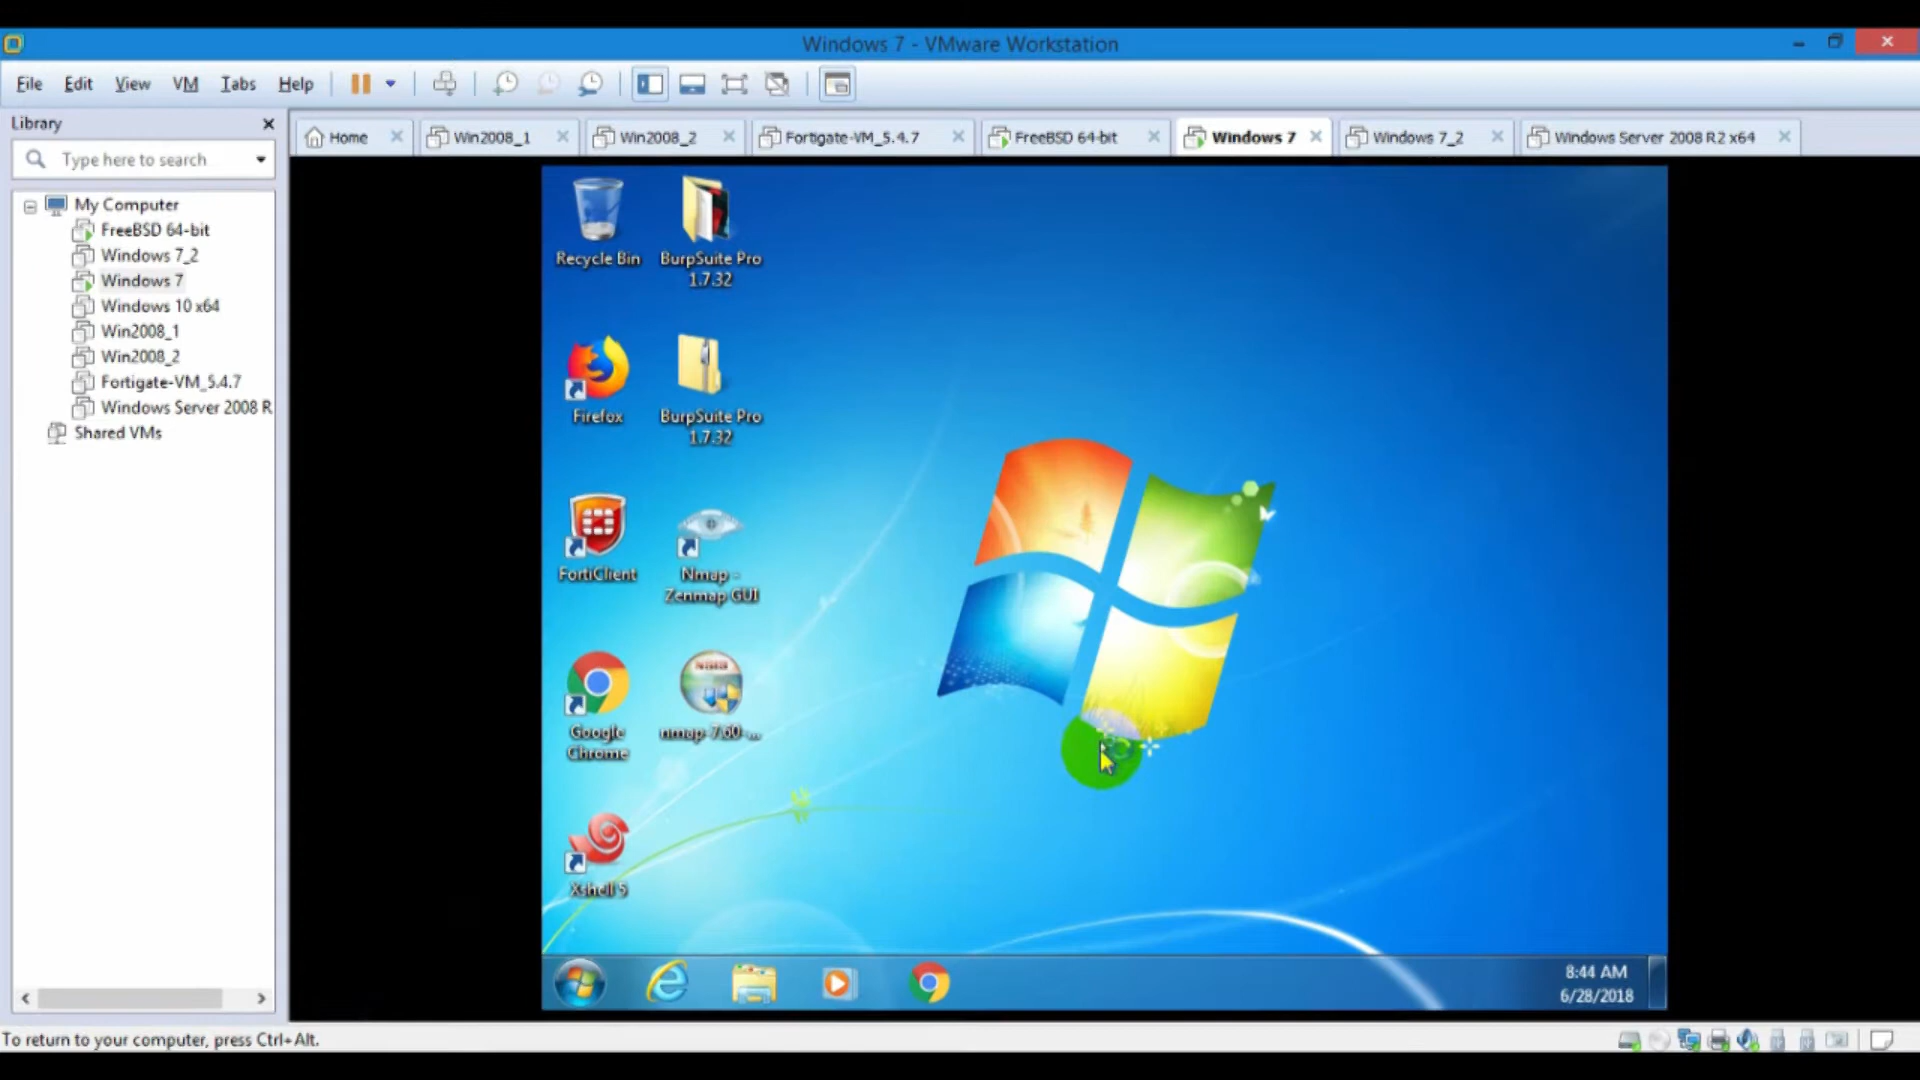 Windows 7 - VMware Workstation
File Edit View VM Tabs Help
Library
Type here to search
My Computer
FreeBSD 64-bit
Windows 7_2
Windows 7
Windows 10 x64
Win2008_1
Win2008_2
Fortigate-VM_5.4.7
Windows Server 2008 R
Shared VMs
Home Win2008_1 Win2008_2 Fortigate-VM_5.4.7 FreeBSD 64-bit Windows 7 Windows 7_2 Windows Server 2008 R2 x64
Recycle Bin
BurpSuite Pro
1.7.32
Firefox
BurpSuite Pro
1.7.32
FortiClient
Nmap -
Zenmap GUI
Google
Chrome
nmap-7.60-...
Xshell 5
8:44 AM
6/28/2018
To return to your computer, press Ctrl+Alt.